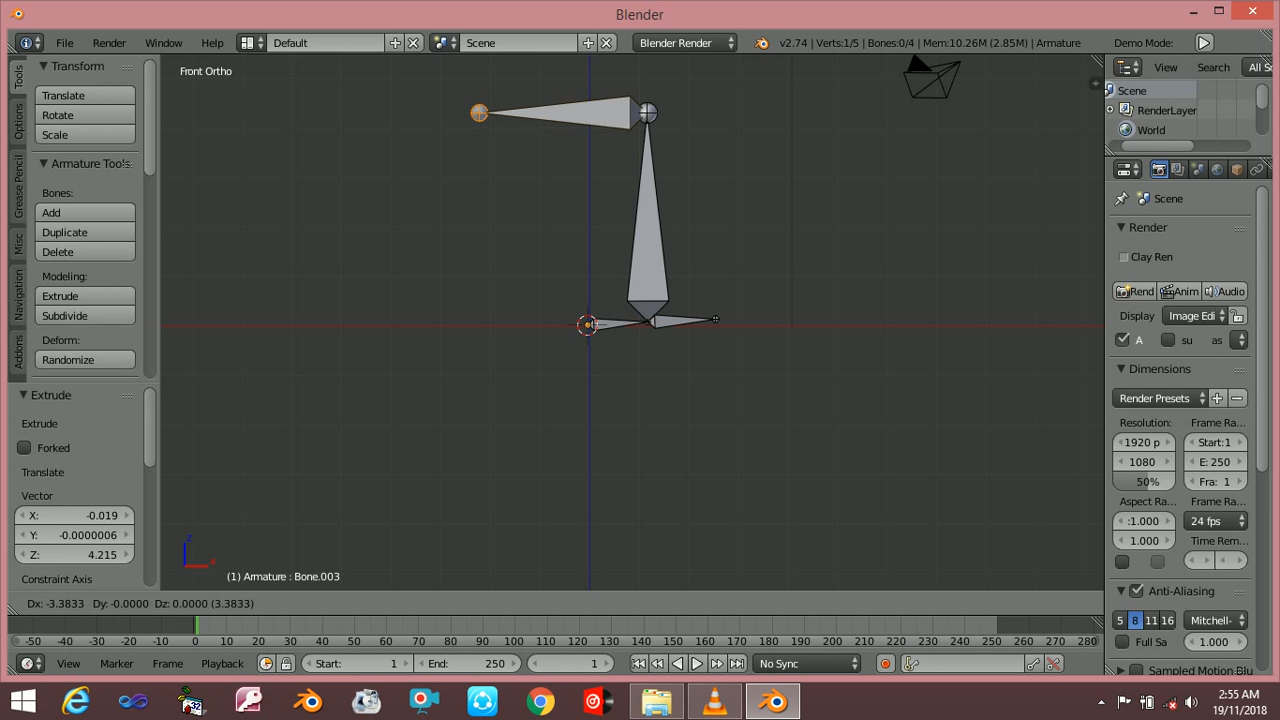 Blender
File Render Window Help Default Scene Blender Render v2.74 | Verts:1/5 | Bones:0/4 | Mem:10.26M (2.85M) | Armature Demo Mode:
Tools
Options
Grease Pencil
Misc
Navigation
Addons
Transform
Translate
Rotate
Scale
Armature Tools
Bones:
Add
Duplicate
Delete
Modeling:
Extrude
Subdivide
Deform:
Randomize
Extrude
Extrude
Forked
Translate
Vector
X: -0.019
Y: -0.0000006
Z: 4.215
Constraint Axis
Front Ortho
z
x
(1) Armature : Bone.003
View Search All S
Scene
RenderLayer
World
Scene
Render
Clay Ren
Rend Anim Audio
Display Image Edi
A su as
Dimensions
Render Presets
Resolution: Frame Ra...
1920 p Start:1
1080 E: 250
50% Fra: 1
Aspect Ra... Frame Ra...
:1.000 24 fps
1.000 Time Rem...
Anti-Aliasing
5 8 11 16 Mitchell-
Full Sa 1.000
Sampled Motion Blu
Dx: -3.3833 Dy: -0.0000 Dz: 0.0000 (3.3833)
-50 -40 -30 -20 -10 0 10 20 30 40 50 60 70 80 90 100 110 120 130 140 150 160 170 180 190 200 210 220 230 240 250 260 270 280
View Marker Frame Playback Start: 1 End: 250 1 No Sync
32
2:55 AM
19/11/2018